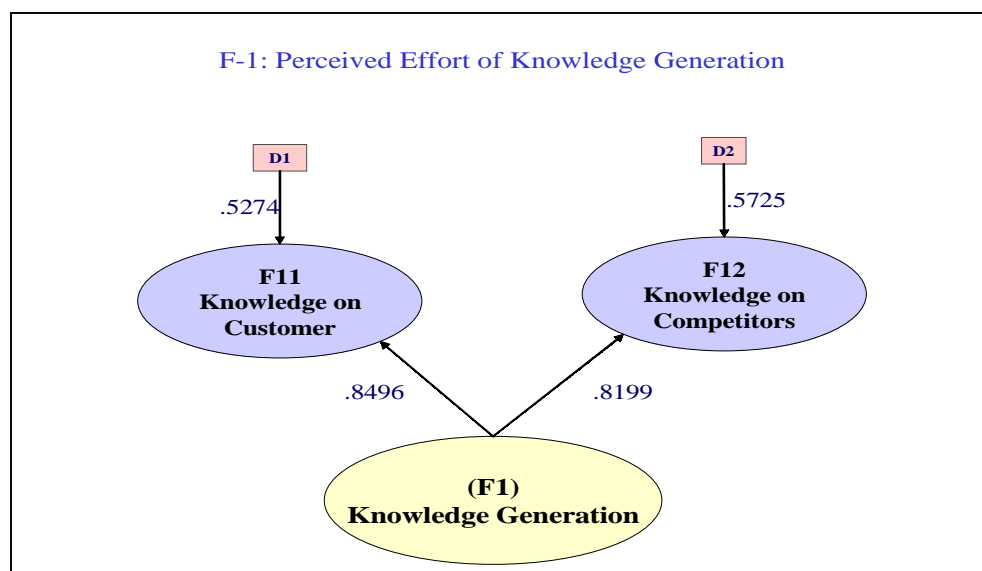 F-1: Perceived Effort of Knowledge Generation
D1
D2
.5274
.5725
F11
Knowledge on
Customer
F12
Knowledge on
Competitors
.8496
.8199
(F1)
Knowledge Generation